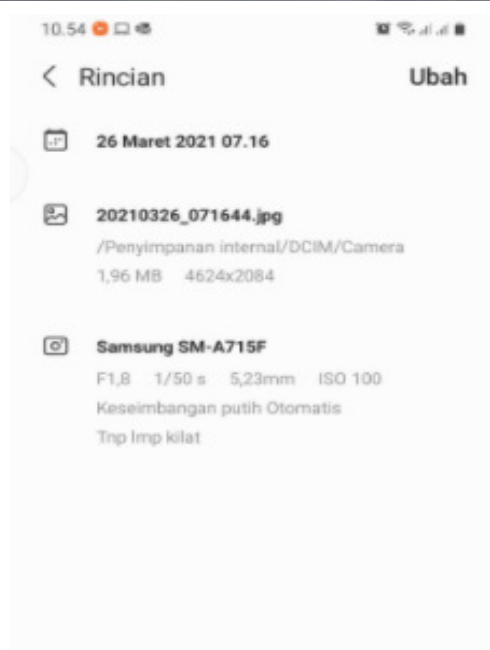 10.54
Rincian Ubah
26 Maret 2021 07.16
20210326_071644.jpg
/Penyimpanan internal/DCIM/Camera
1,96 MB 4624x2084
Samsung SM-A715F
F1,8 1/50 s 5,23mm ISO 100
Keseimbangan putih Otomatis
Tnp lmp kilat